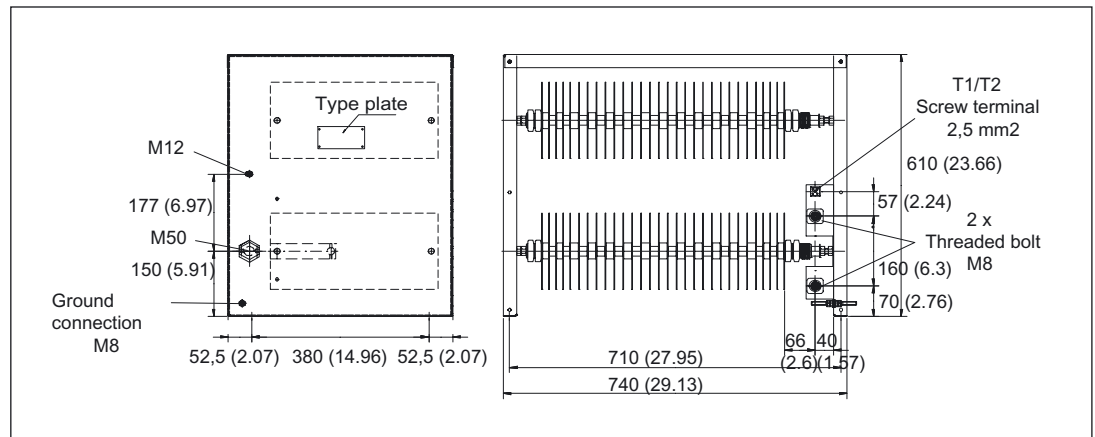 Type plate
M12
177 (6.97)
M50
150 (5.91)
Ground
connection
M8
52,5 (2.07)
380 (14.96)
52,5 (2.07)
T1/T2
Screw terminal
2,5 mm2
610 (23.66)
57 (2.24)
2 x
Threaded bolt
M8
160 (6.3)
70 (2.76)
66
(2.6)
40
(1.57)
710 (27.95)
740 (29.13)